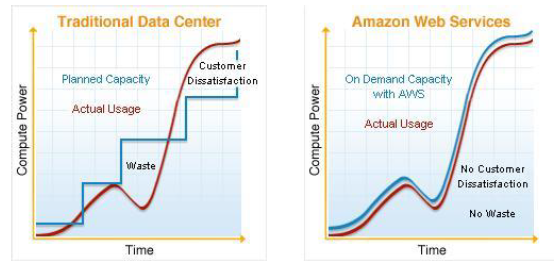 Traditional Data Center
Compute Power
Planned Capacity
Actual Usage
Customer
Dissatisfaction
Waste
Time
Amazon Web Services
Compute Power
On Demand Capacity
with AWS
Actual Usage
No Customer
Dissatisfaction
No Waste
Time